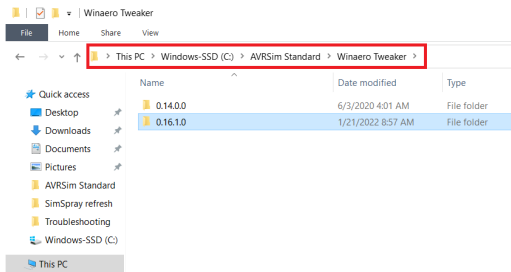 Winaero Tweaker
File Home Share View
This PC > Windows-SSD (C:) > AVRSim Standard > Winaero Tweaker >
Name Date modified Type
Quick access
0.14.0.0 6/3/2020 4:01 AM File folder
Desktop
0.16.1.0 1/21/2022 8:57 AM File folder
Downloads
Documents
Pictures
AVRSim Standard
SimSpray refresh
Troubleshooting
Windows-SSD (C:)
This PC